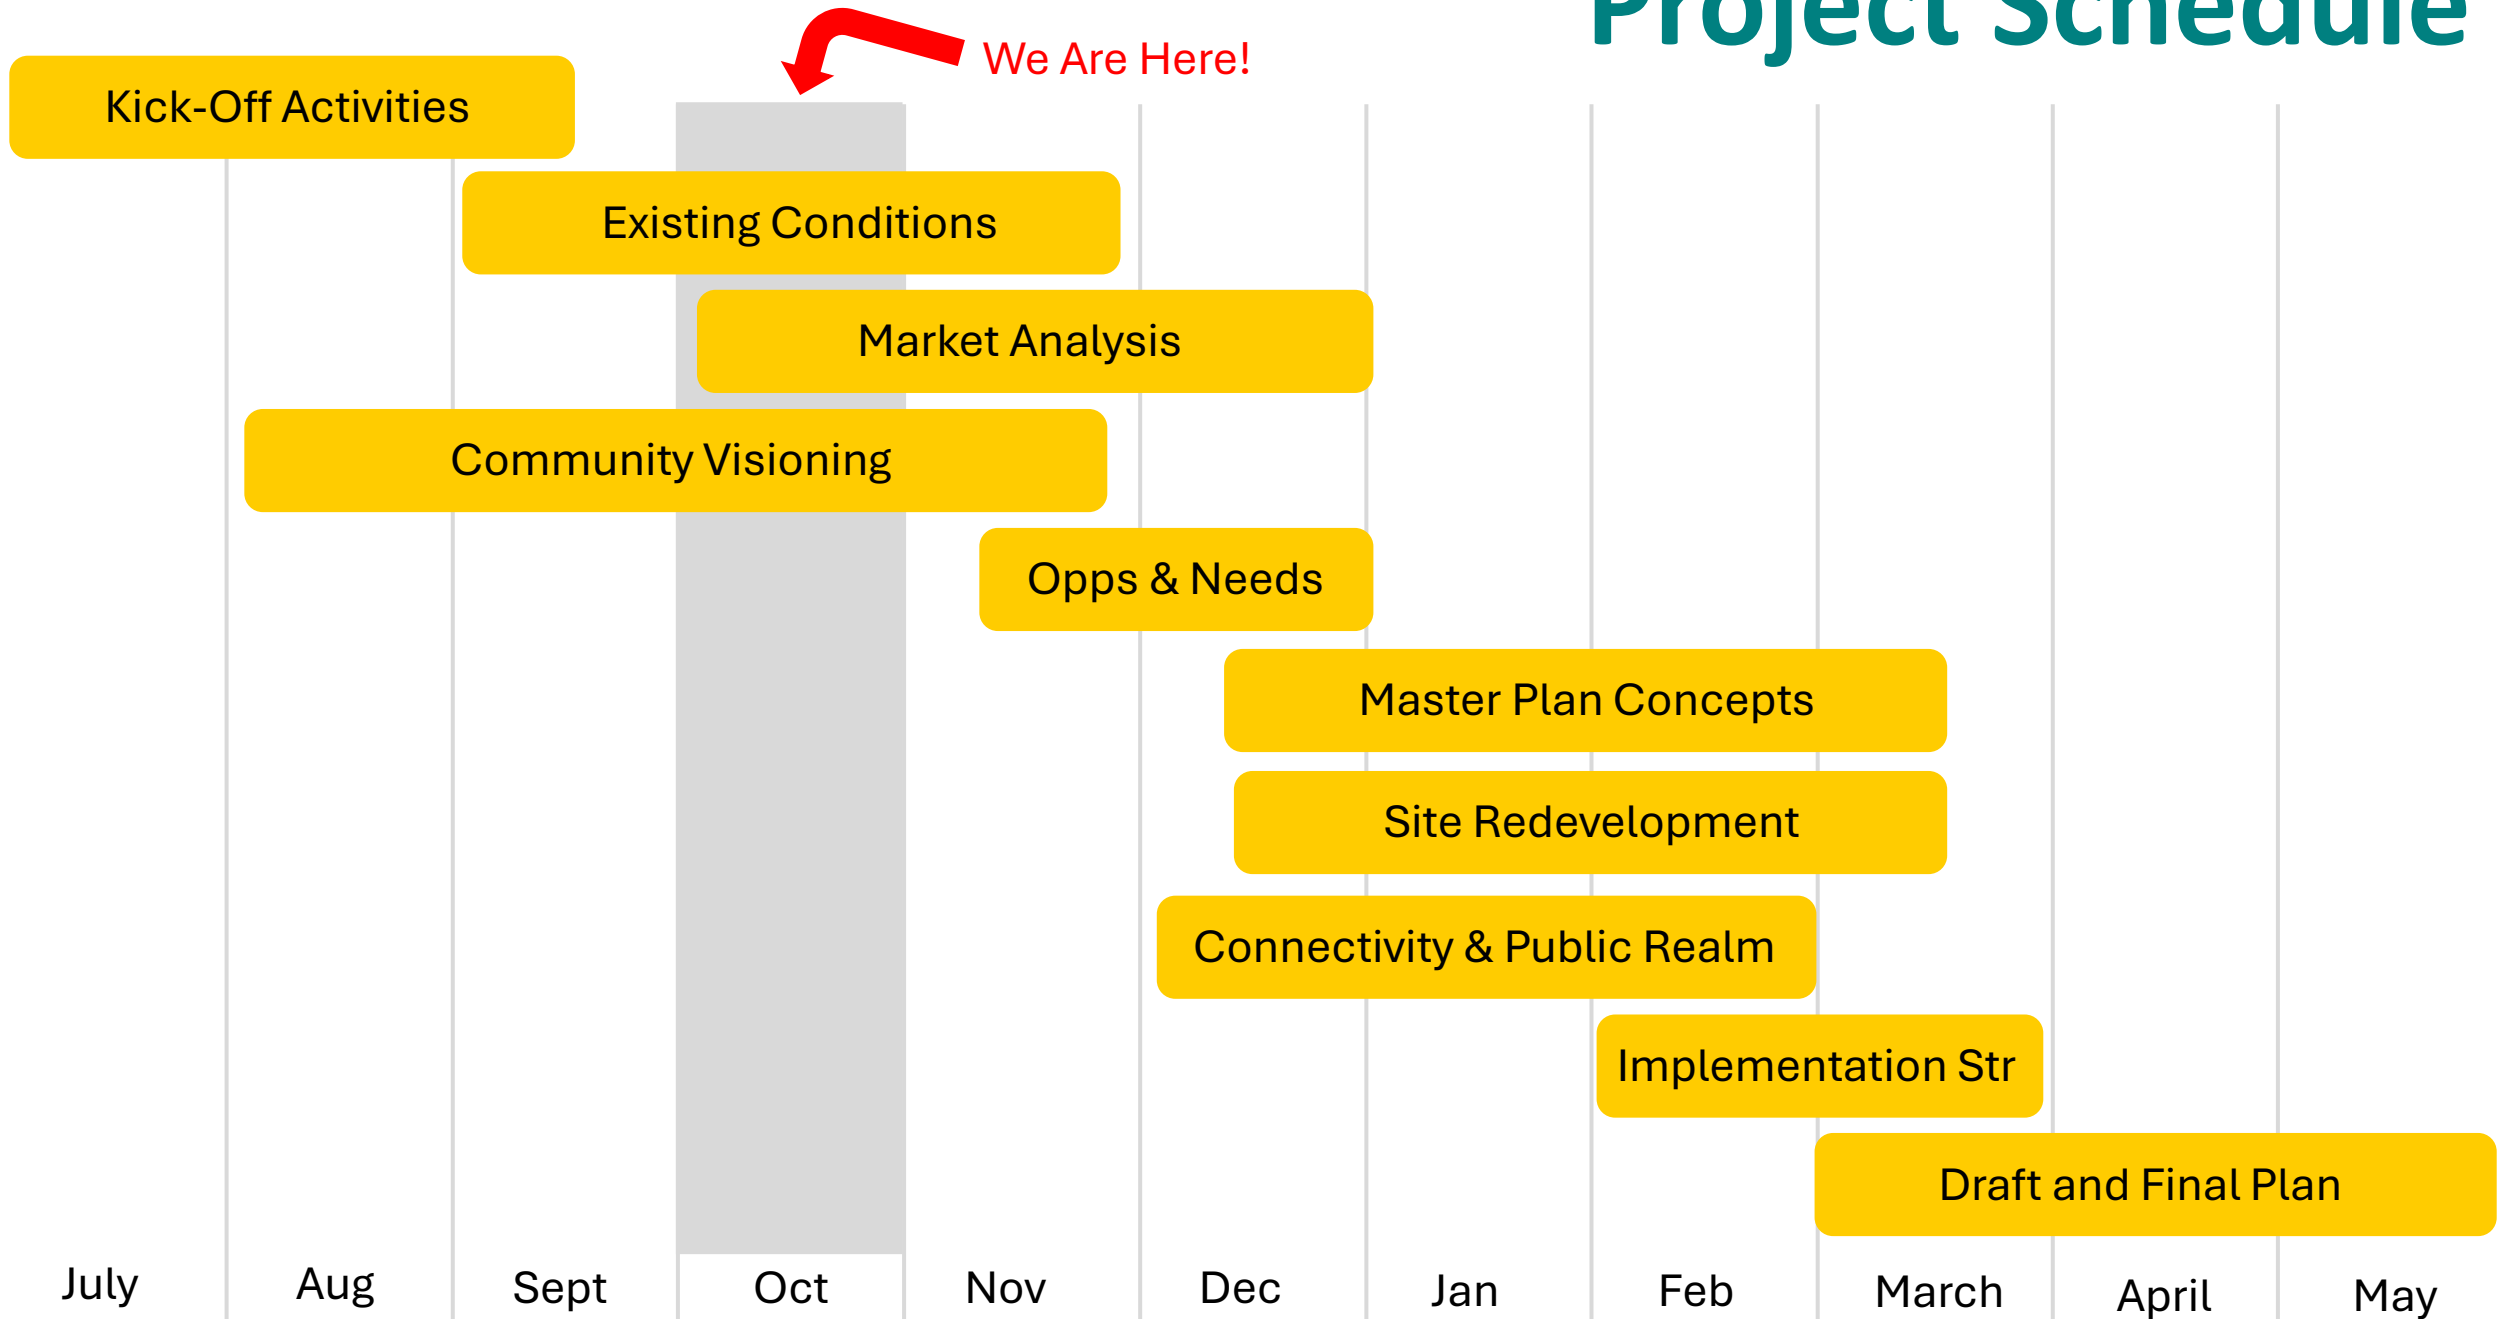 Project Schedule
We Are Here!
Kick-Off Activities
Existing Conditions
Market Analysis
Community Visioning
Opps & Needs
Master Plan Concepts
Site Redevelopment
Connectivity & Public Realm
Implementation Str
Draft and Final Plan
July Aug Sept Oct Nov Dec Jan Feb March April May